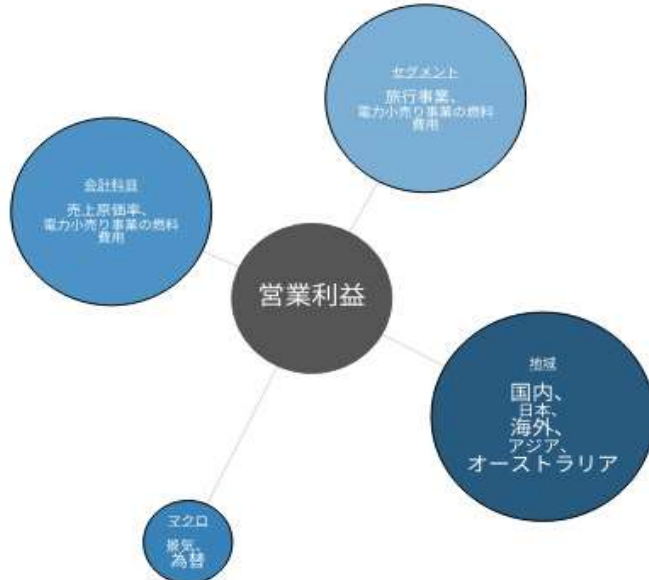 セグメント
旅行事業、
電力小売り事業の燃料
費用
会計科目
売上原価率、
電力小売り事業の燃料
費用
営業利益
地域
国内、
日本、
海外、
アジア、
オーストラリア
マクロ
景気、
為替